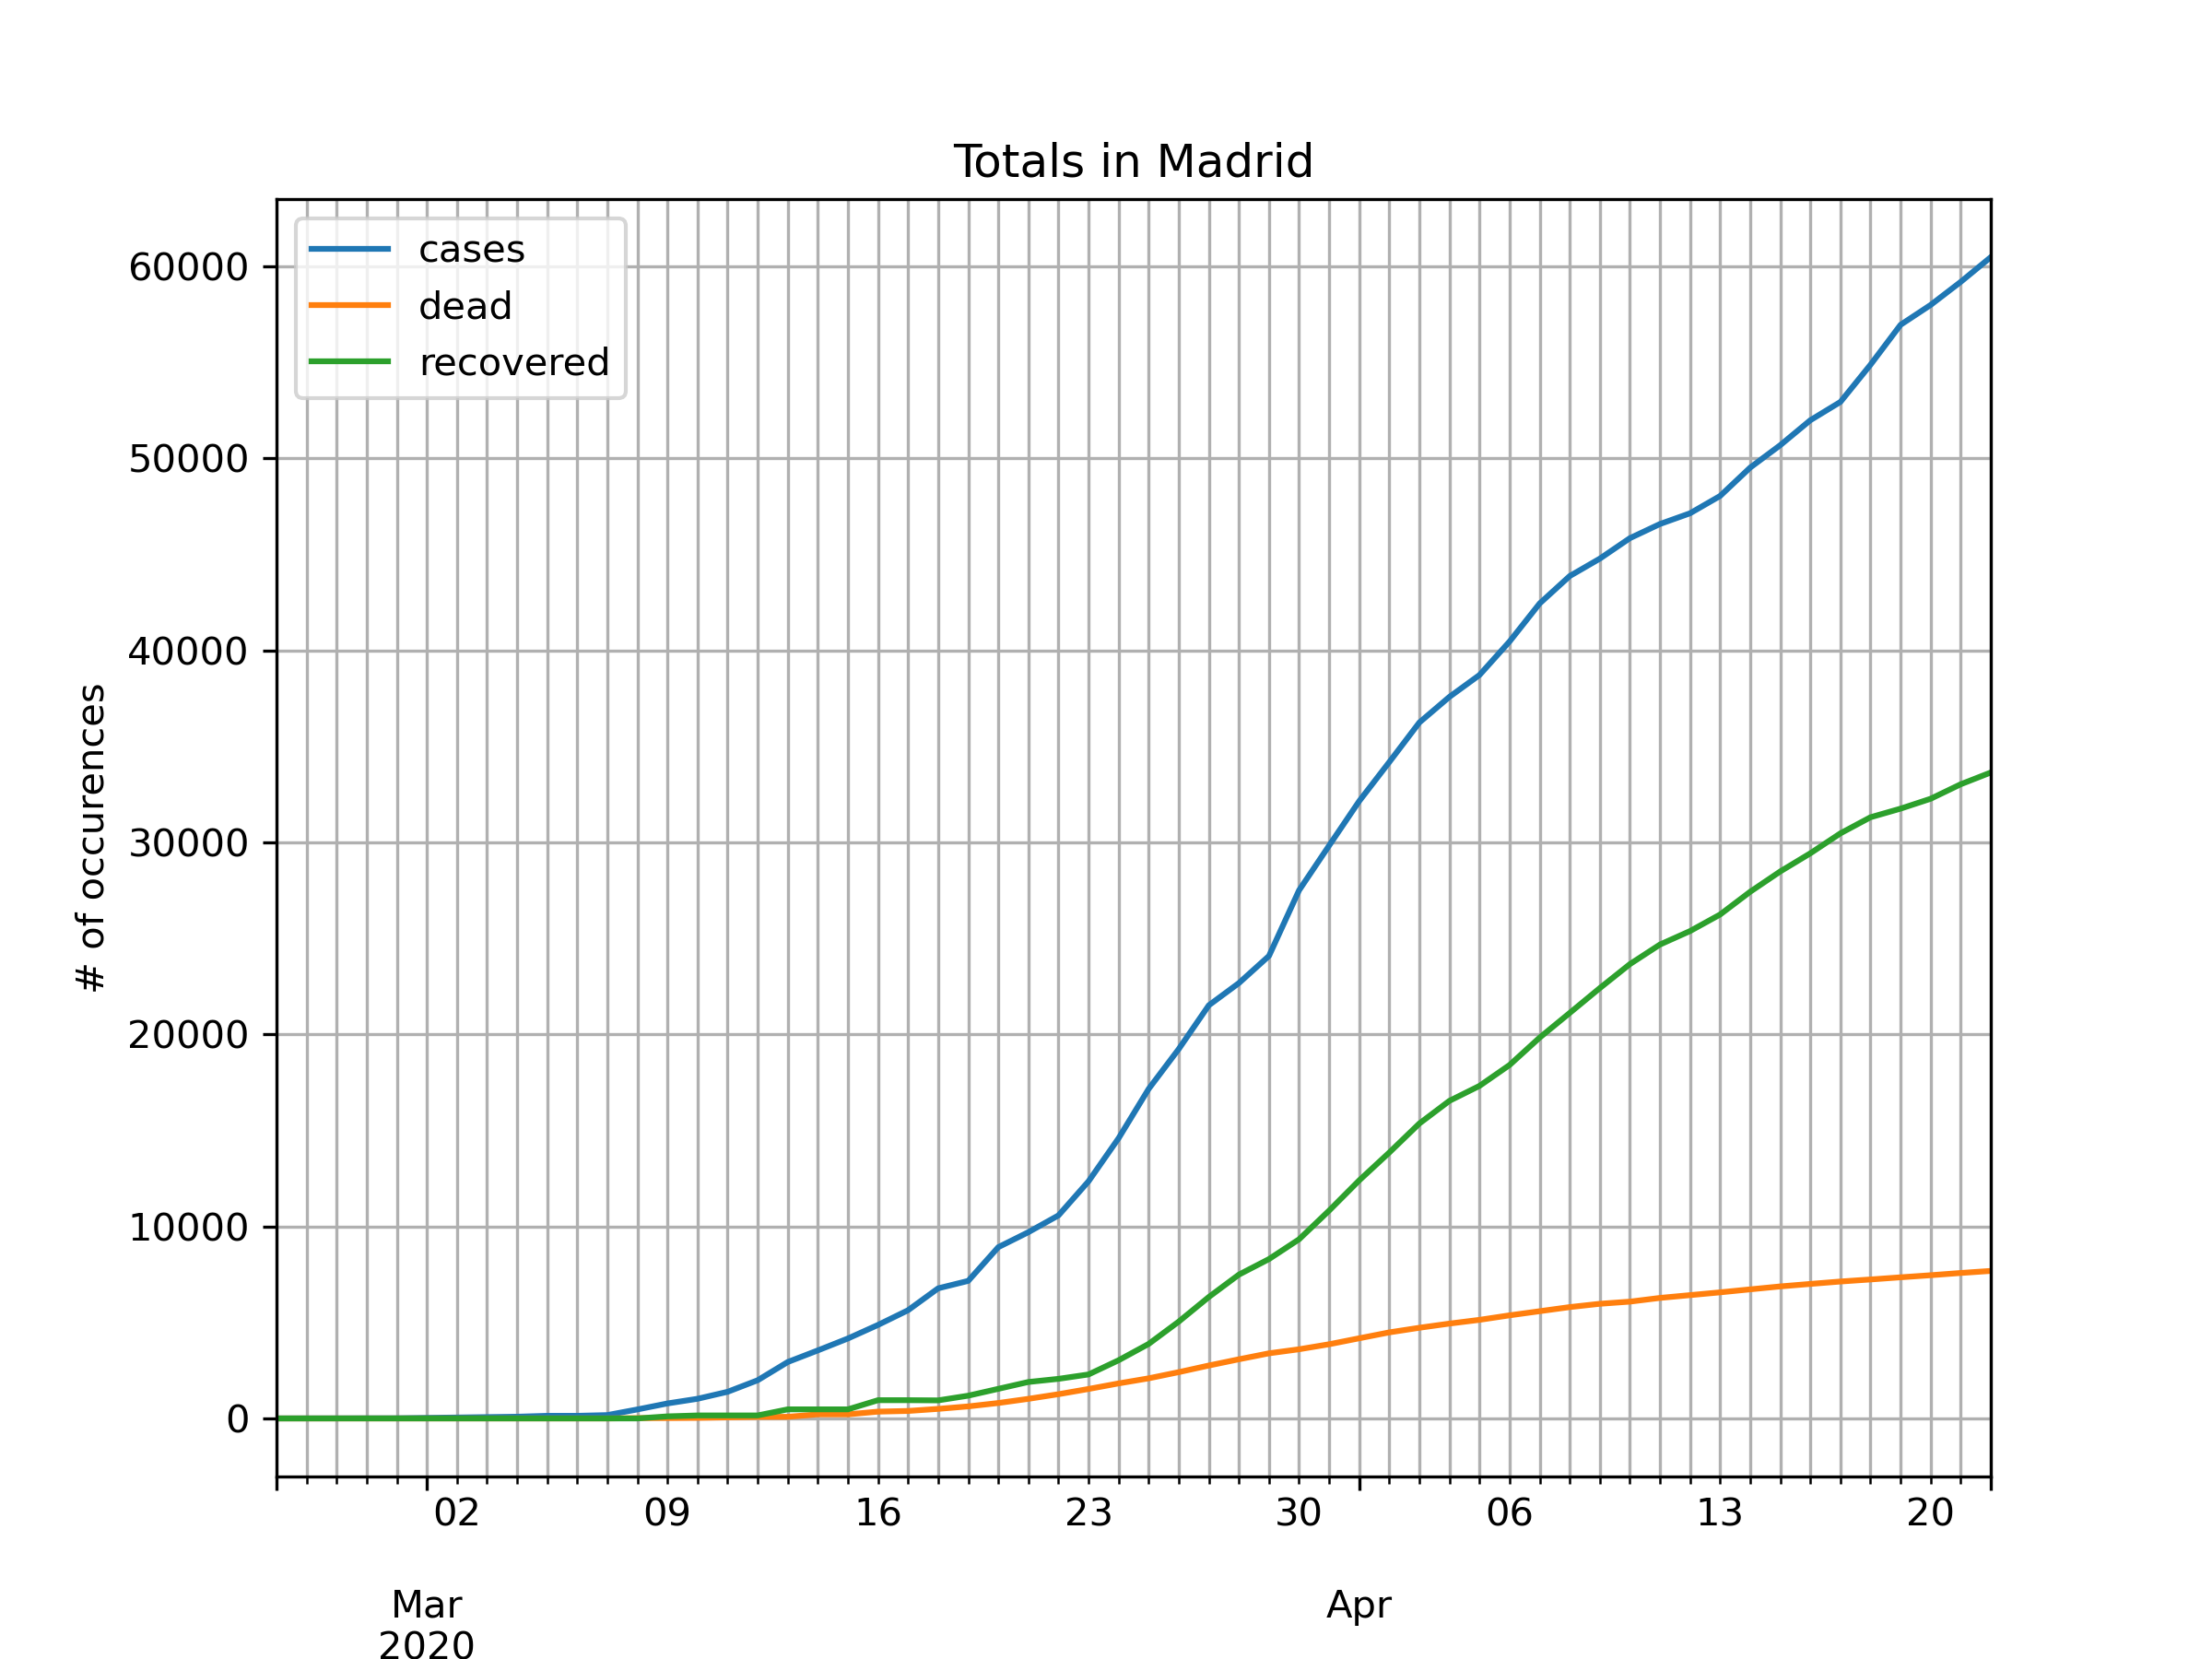 Totals in Madrid
cases
dead
recovered
60000
50000
40000
30000
20000
10000
0
# of occurences
02 09 16 23 30 06 13 20
Mar Apr
2020